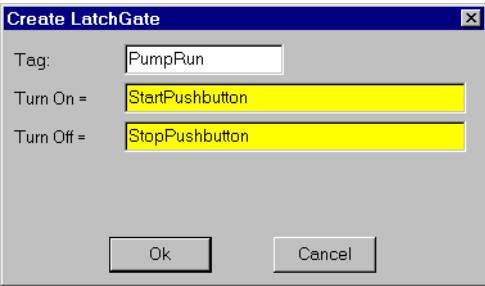 Create LatchGate
Tag: PumpRun
Turn On = StartPushbutton
Turn Off = StopPushbutton
Ok Cancel